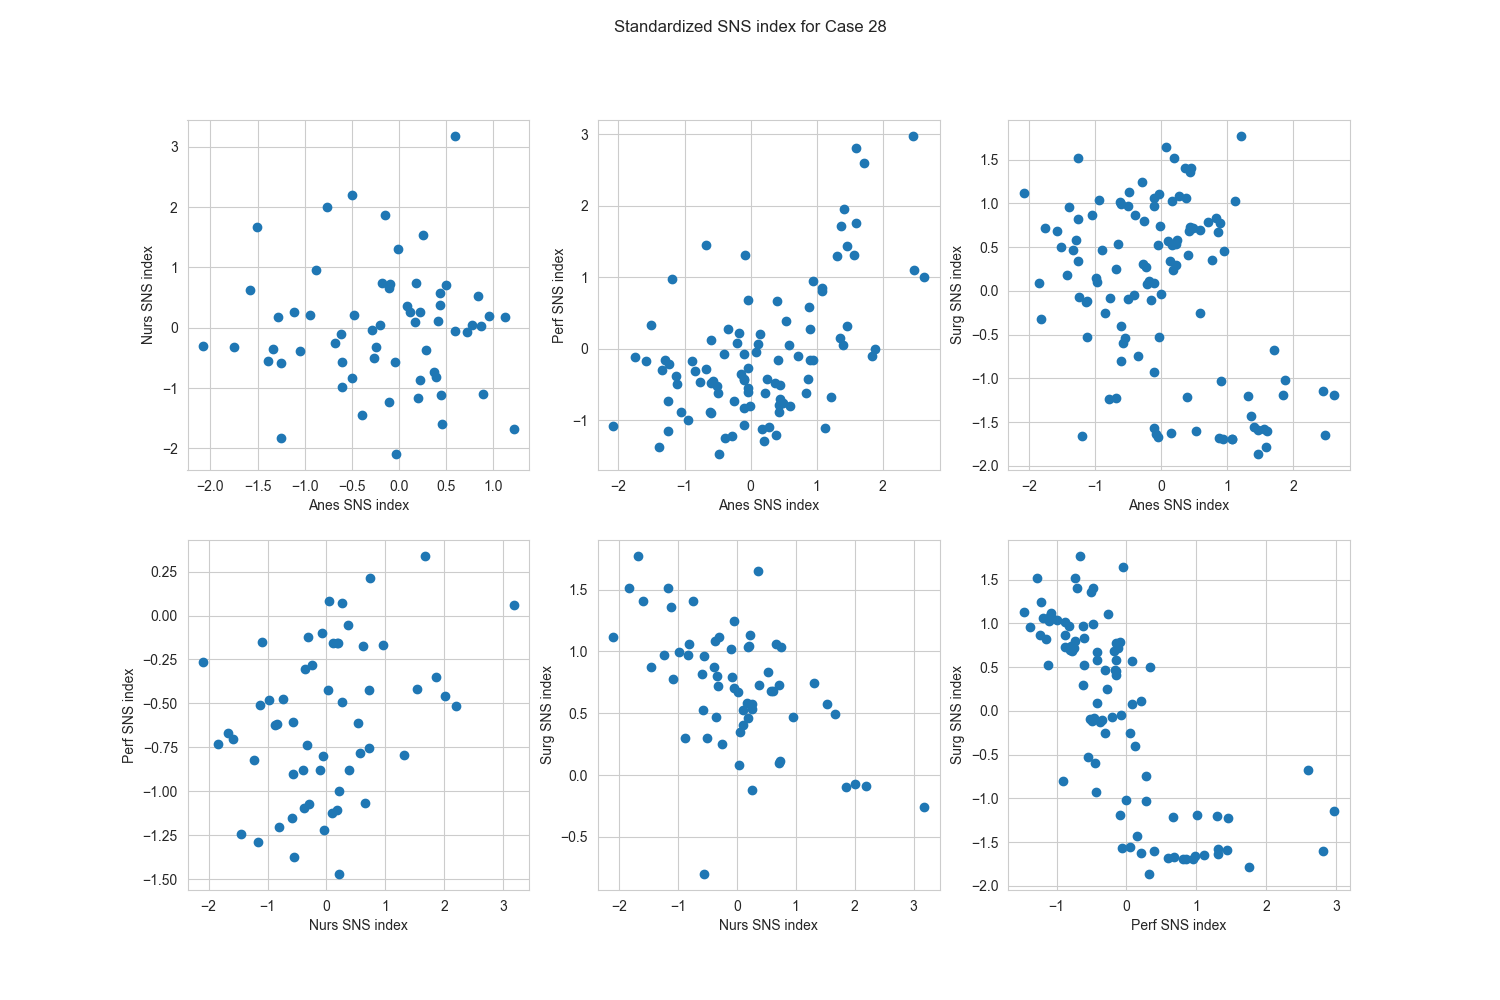 Standardized SNS index for Case 28
3
2
1
0
−1
−2
Nurs SNS index
−2.0 −1.5 −1.0 −0.5 0.0 0.5 1.0
Anes SNS index
3
2
1
0
−1
Perf SNS index
−2 −1 0 1 2
Anes SNS index
1.5
1.0
0.5
0.0
−0.5
−1.0
−1.5
−2.0
Surg SNS index
−2 −1 0 1 2
Anes SNS index
0.25
0.00
−0.25
−0.50
−0.75
−1.00
−1.25
−1.50
Perf SNS index
−2 −1 0 1 2 3
Nurs SNS index
1.5
1.0
0.5
0.0
−0.5
Surg SNS index
−2 −1 0 1 2 3
Nurs SNS index
1.5
1.0
0.5
0.0
−0.5
−1.0
−1.5
−2.0
Surg SNS index
−1 0 1 2 3
Perf SNS index